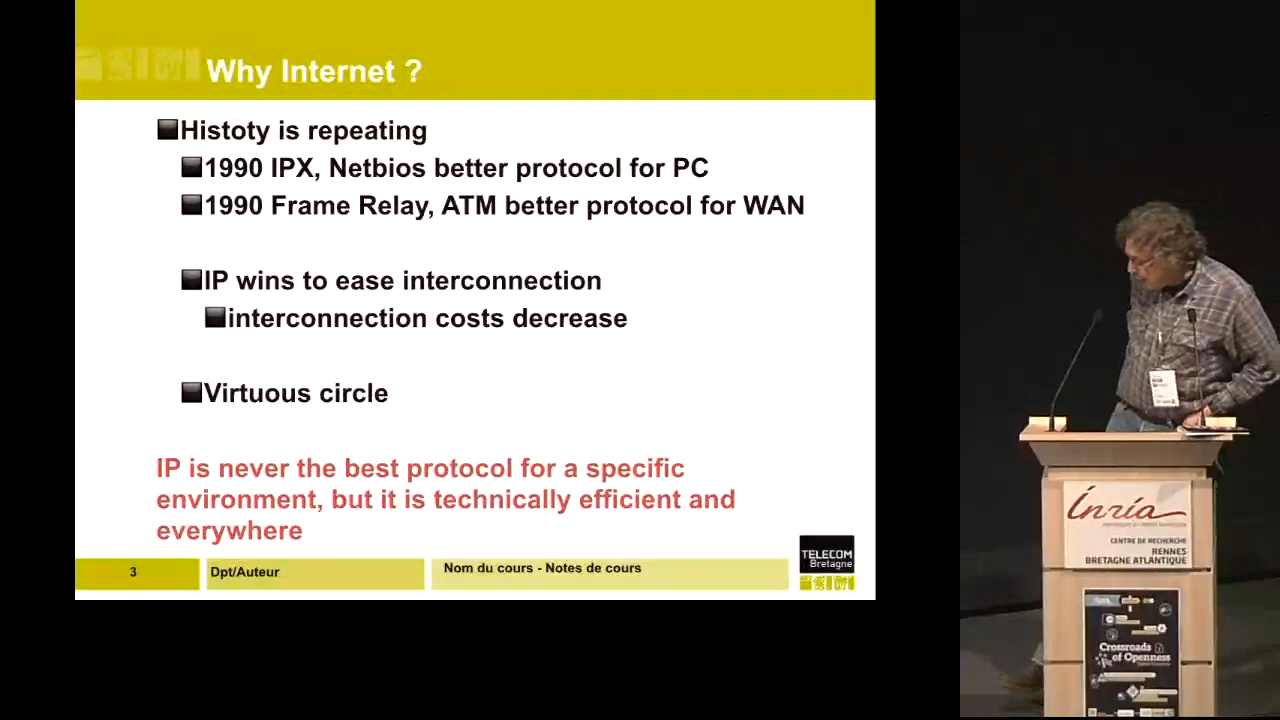 Why Internet ?
Histoty is repeating
1990 IPX, Netbios better protocol for PC
1990 Frame Relay, ATM better protocol for WAN
IP wins to ease interconnection
interconnection costs decrease
Virtuous circle
IP is never the best protocol for a specific
environment, but it is technically efficient and
everywhere
3
Dpt/Auteur
Nom du cours - Notes de cours
TELECOM
Bretagne
Inría
CENTRE DE RECHERCHE
RENNES
BRETAGNE ATLANTIQUE
Crossroads
of Openness